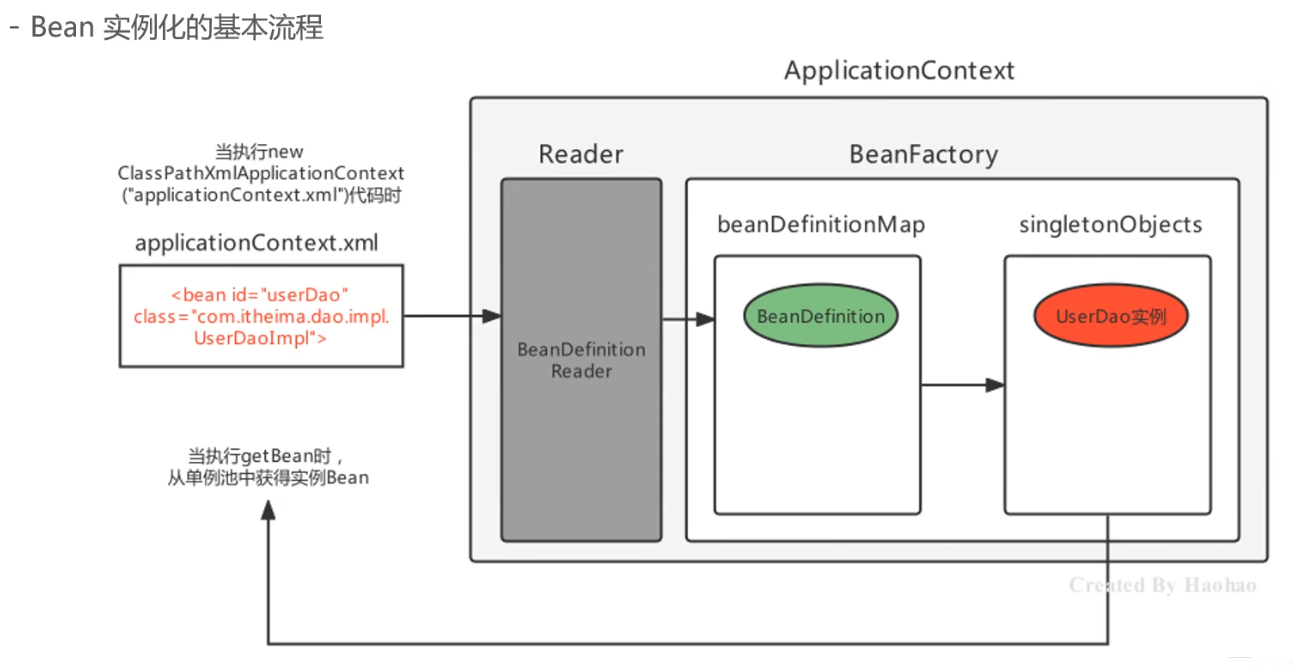 - Bean 实例化的基本流程
ApplicationContext
当执行new
ClassPathXmlApplicationContext
("applicationContext.xml")代码时
applicationContext.xml
<bean id="userDao"
class="com.itheima.dao.impl.
UserDaoImpl">
Reader
BeanDefinition
Reader
BeanFactory
beanDefinitionMap
BeanDefinition
singletonObjects
UserDao实例
当执行getBean时，
从单例池中获得实例Bean
Created By Haohao